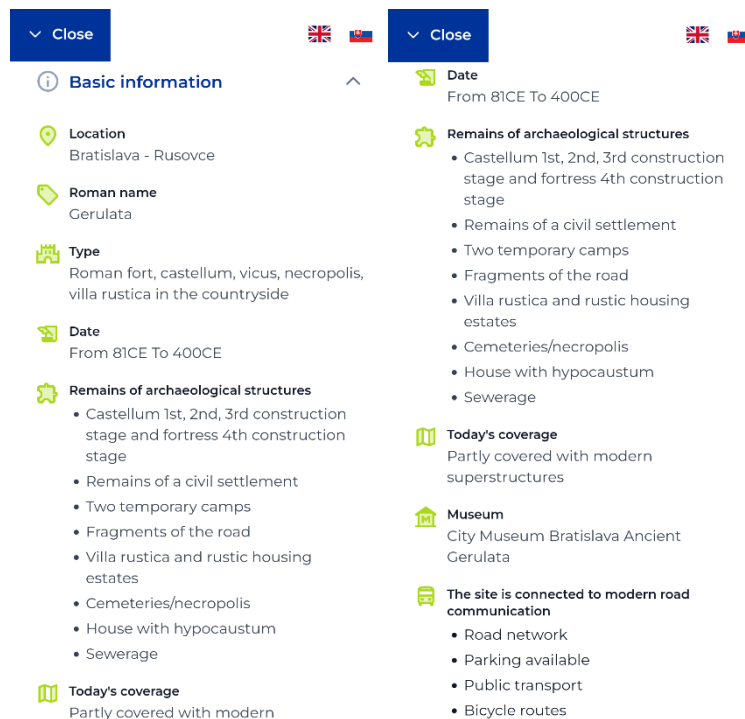 Close
Basic information
Location
Bratislava - Rusovce
Roman name
Gerulata
Type
Roman fort, castellum, vicus, necropolis,
villa rustica in the countryside
Date
From 81CE To 400CE
Remains of archaeological structures
• Castellum 1st, 2nd, 3rd construction
stage and fortress 4th construction
stage
• Remains of a civil settlement
• Two temporary camps
• Fragments of the road
• Villa rustica and rustic housing
estates
• Cemeteries/necropolis
• House with hypocaustum
• Sewerage
Today's coverage
Partly covered with modern
Close
Date
From 81CE To 400CE
Remains of archaeological structures
• Castellum 1st, 2nd, 3rd construction
stage and fortress 4th construction
stage
• Remains of a civil settlement
• Two temporary camps
• Fragments of the road
• Villa rustica and rustic housing
estates
• Cemeteries/necropolis
• House with hypocaustum
• Sewerage
Today's coverage
Partly covered with modern
superstructures
Museum
City Museum Bratislava Ancient
Gerulata
The site is connected to modern road
communication
• Road network
• Parking available
• Public transport
• Bicycle routes